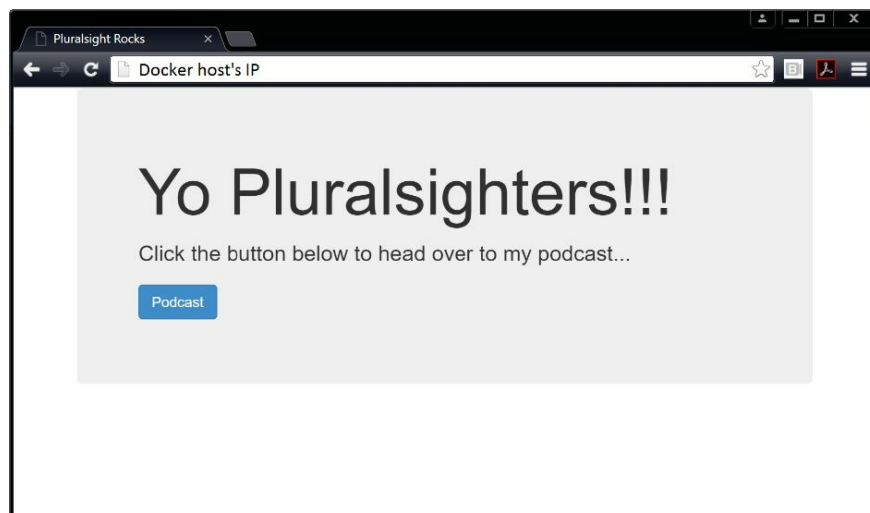 Pluralsight Rocks
Docker host's IP
Yo Pluralsighters!!!
Click the button below to head over to my podcast...
Podcast